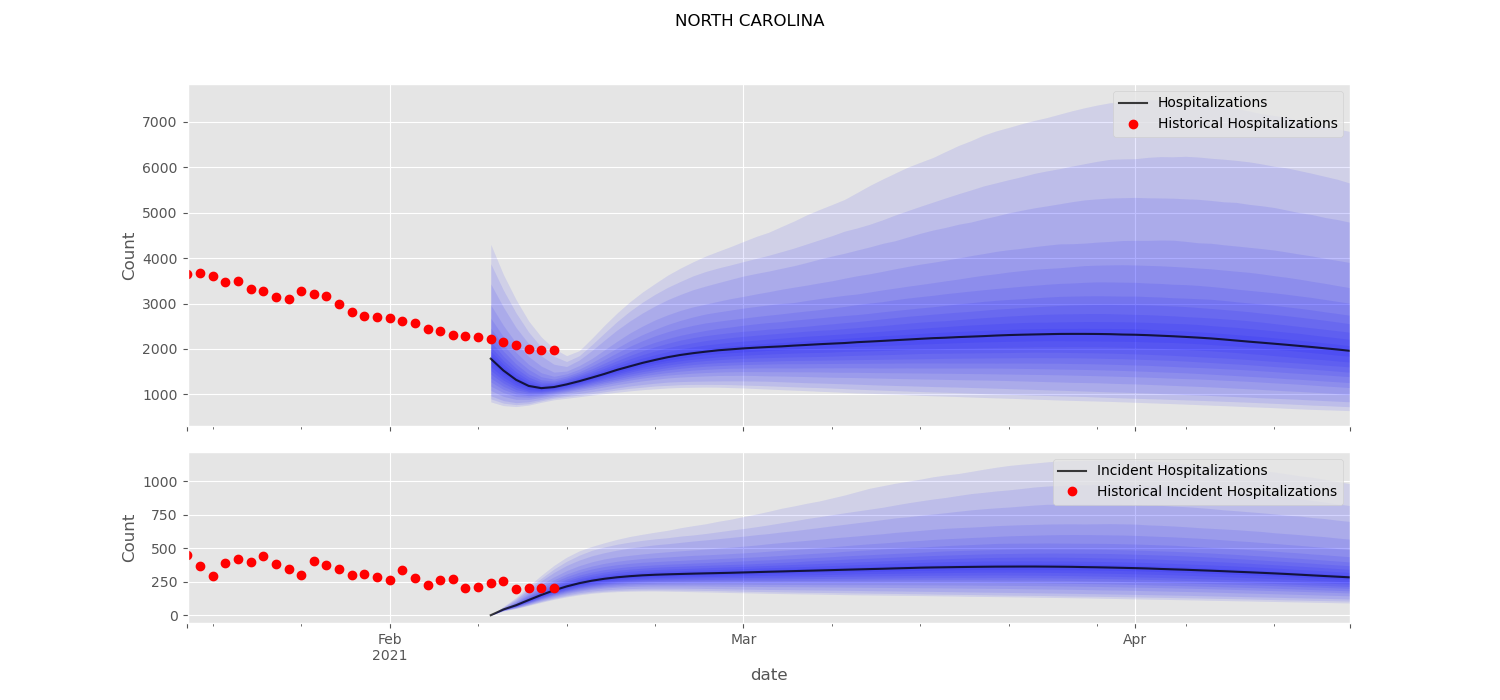 NORTH CAROLINA
Hospitalizations
Historical Hospitalizations
7000
6000
5000
4000
3000
2000
1000
Count
Incident Hospitalizations
Historical Incident Hospitalizations
1000
750
500
250
0
Count
Feb
2021
Mar
Apr
date